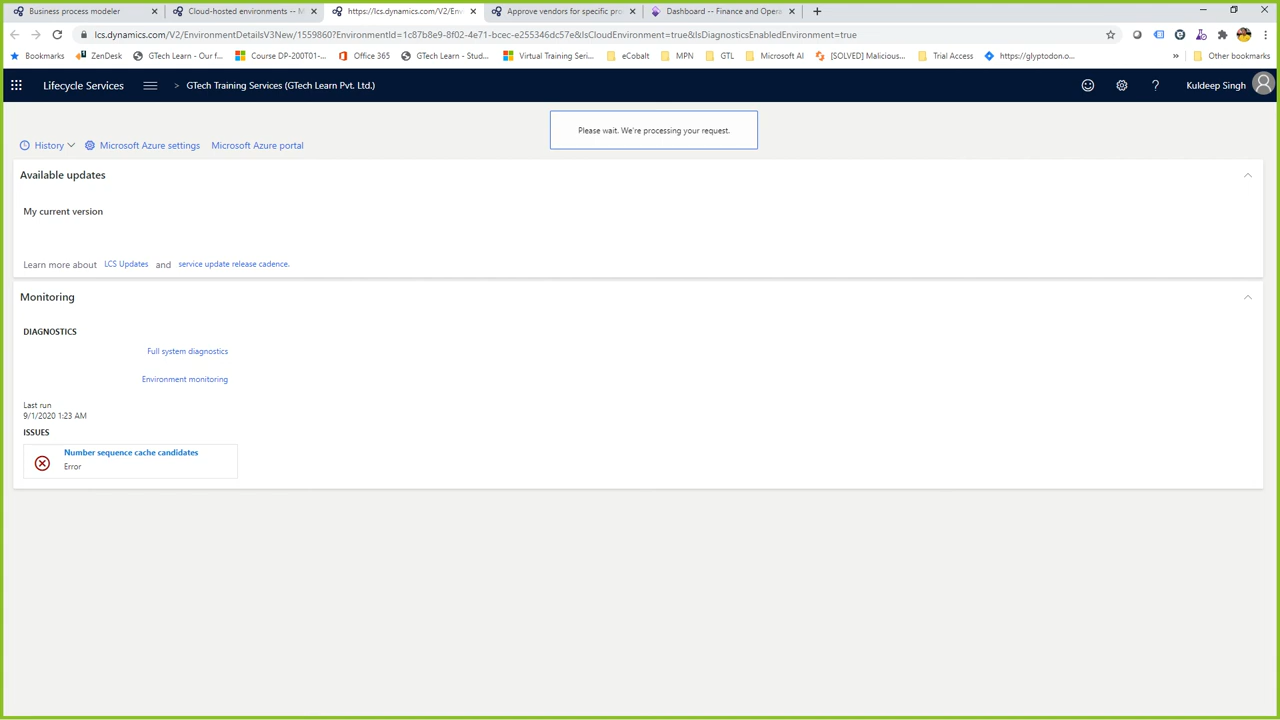 Business process modeler
Cloud-hosted environments -- M
https://lcs.dynamics.com/V2/Env
Approve vendors for specific pro
Dashboard -- Finance and Opera
lcs.dynamics.com/V2/EnvironmentDetailsV3New/1559860?EnvironmentId=1c87b8e9-8f02-4e71-bcec-e255346dc57e&IsCloudEnvironment=true&IsDiagnosticsEnabledEnvironment=true
Bookmarks
ZenDesk
GTech Learn - Our f...
Course DP-200T01-...
Office 365
GTech Learn - Stud...
Virtual Training Seri...
eCobalt
MPN
GTL
Microsoft AI
[SOLVED] Malicious...
Trial Access
https://glyptodon.o...
»
Other bookmarks
Lifecycle Services
> GTech Training Services (GTech Learn Pvt. Ltd.)
?
Kuldeep Singh
Please wait. We're processing your request.
History
Microsoft Azure settings
Microsoft Azure portal
Available updates
My current version
Learn more about LCS Updates and service update release cadence.
Monitoring
DIAGNOSTICS
Full system diagnostics
Environment monitoring
Last run
9/1/2020 1:23 AM
ISSUES
Number sequence cache candidates
Error